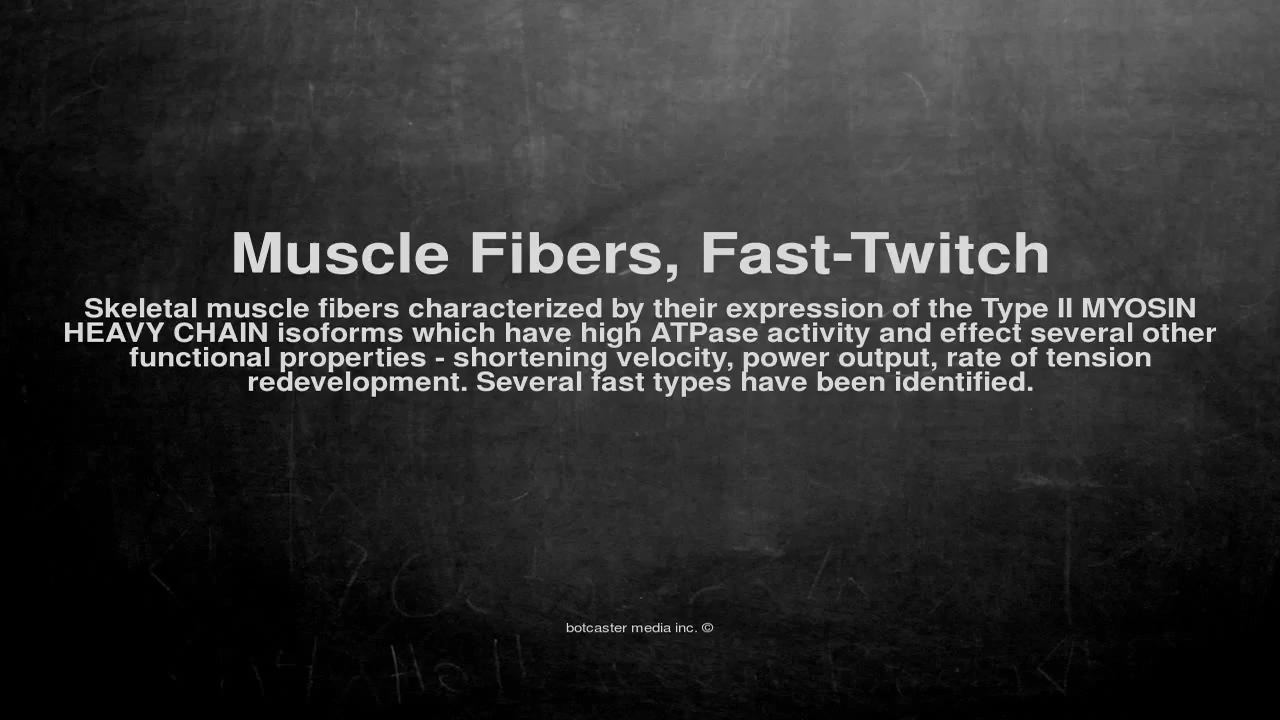 Muscle Fibers, Fast-Twitch
Skeletal muscle fibers characterized by their expression of the Type II MYOSIN
HEAVY CHAIN isoforms which have high ATPase activity and effect several other
functional properties - shortening velocity, power output, rate of tension
redevelopment. Several fast types have been identified.
botcaster media inc. ©